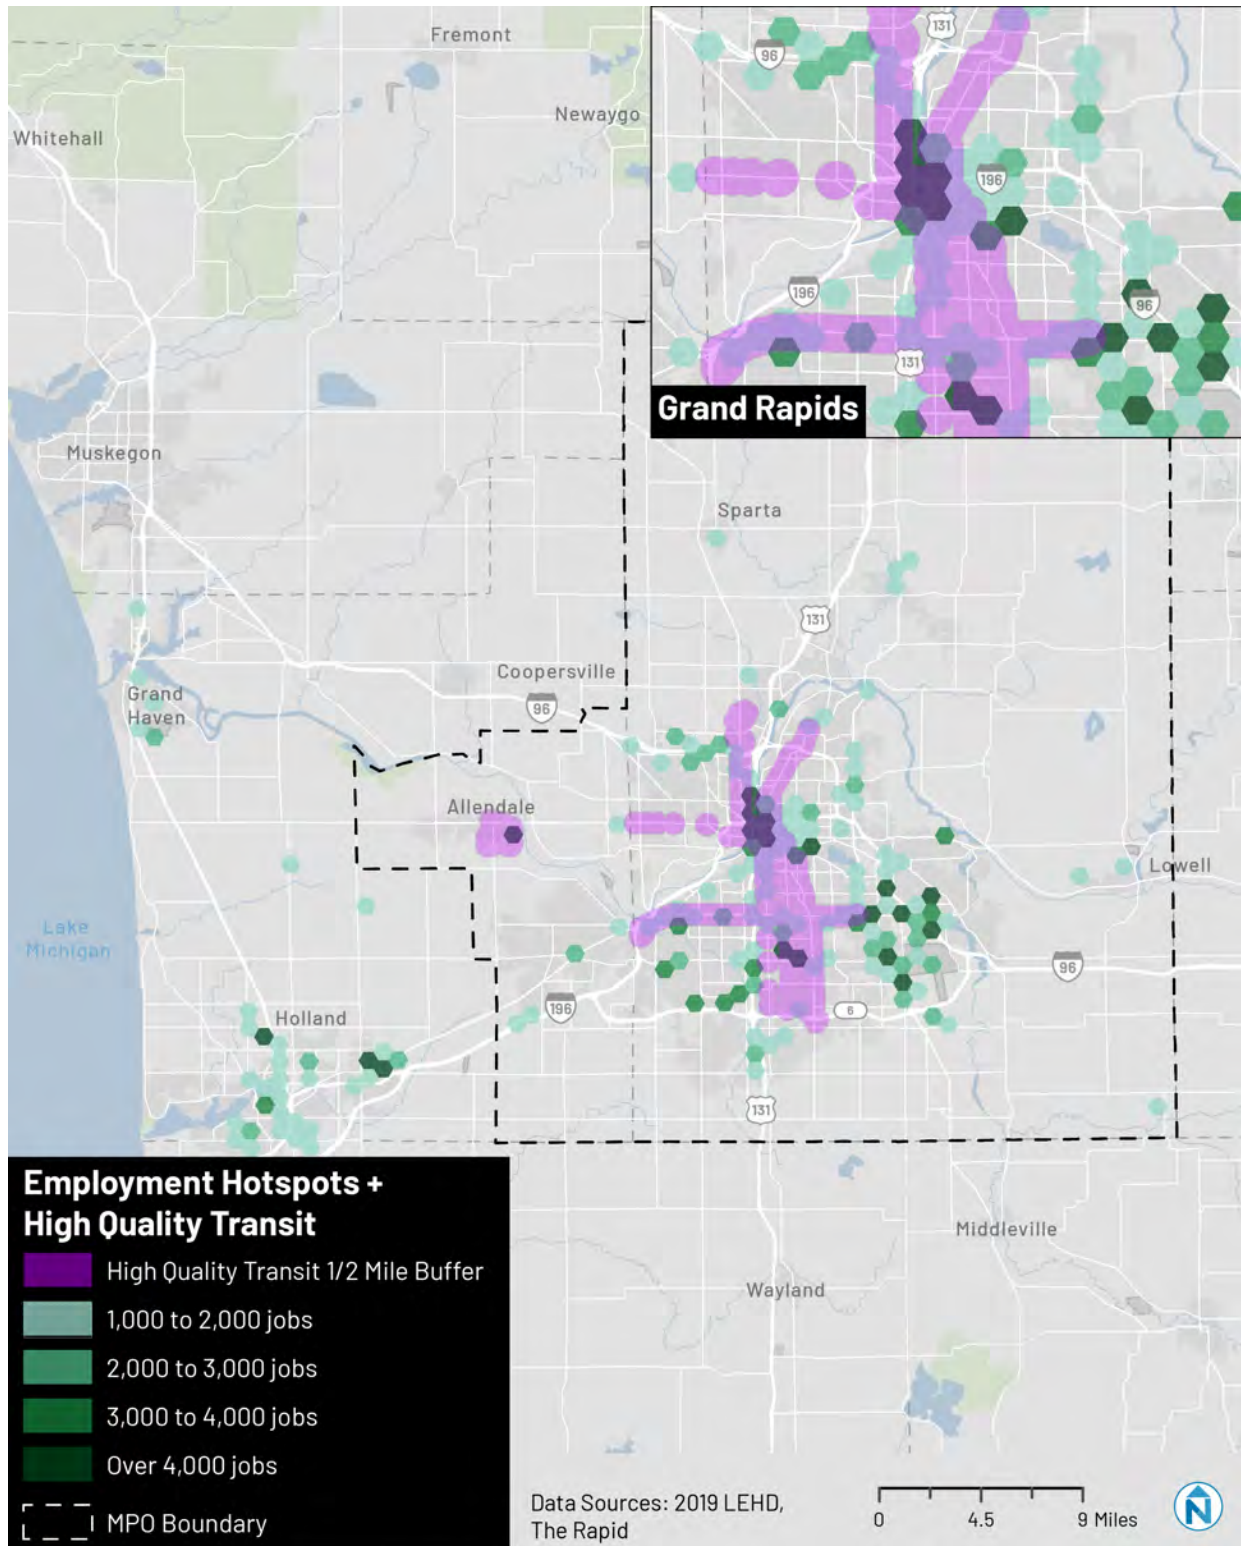 Fremont
Newaygo
Whitehall
131
96
196
196
96
131
Grand Rapids
Muskegon
Sparta
131
Coopersville
96
Grand
Haven
Allendale
Lowell
Lake
Michigan
96
196
6
Holland
131
Middleville
Wayland
Employment Hotspots +
High Quality Transit
High Quality Transit 1/2 Mile Buffer
1,000 to 2,000 jobs
2,000 to 3,000 jobs
3,000 to 4,000 jobs
Over 4,000 jobs
MPO Boundary
Data Sources: 2019 LEHD,
The Rapid
0 4.5 9 Miles
N